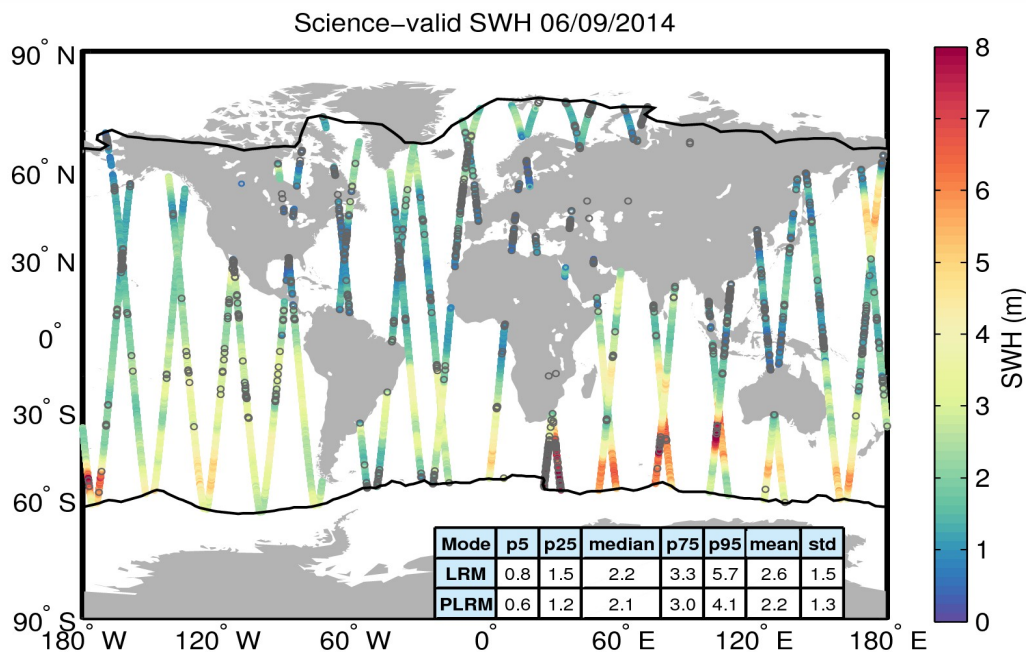 Science−valid SWH 06/09/2014
90° N
60° N
30° N
0°
30° S
60° S
90° S
180° W
120° W
60° W
0°
60° E
120° E
180° E
Mode p5 p25 median p75 p95 mean std
LRM 0.8 1.5 2.2 3.3 5.7 2.6 1.5
PLRM 0.6 1.2 2.1 3.0 4.1 2.2 1.3
8
7
6
5
4
3
2
1
0
SWH (m)